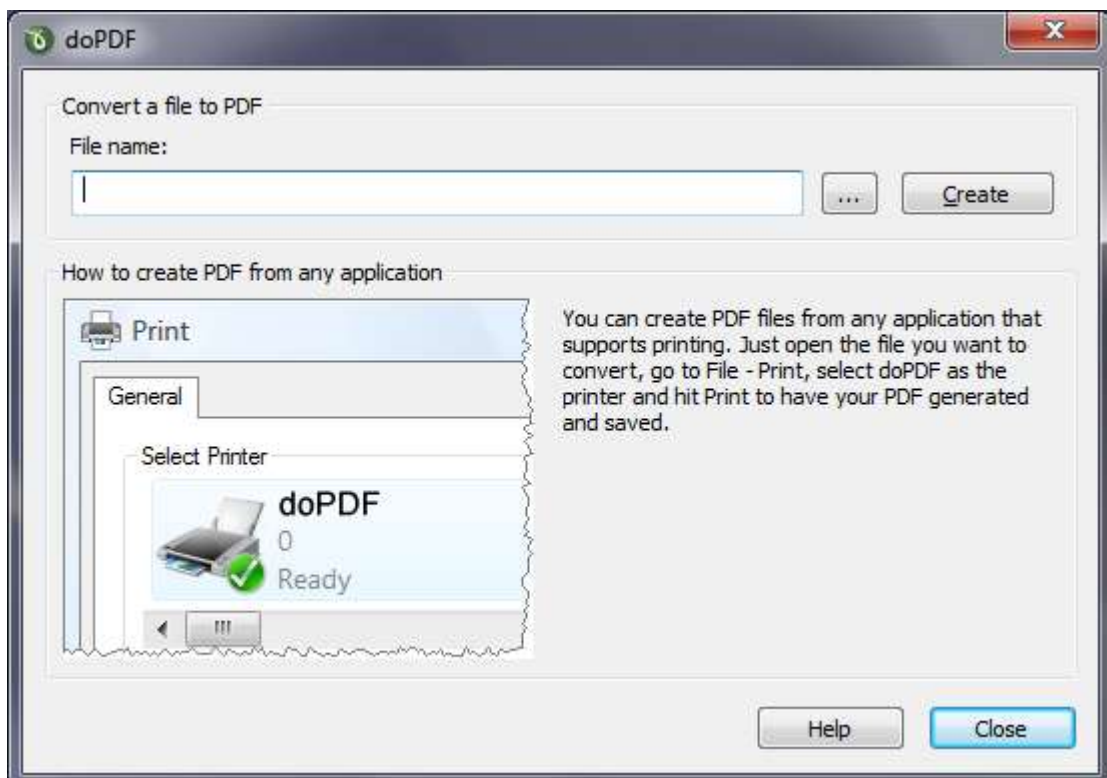 doPDF
Convert a file to PDF
File name:
...
Create
How to create PDF from any application
Print
General
Select Printer
doPDF
0
Ready
You can create PDF files from any application that
supports printing. Just open the file you want to
convert, go to File - Print, select doPDF as the
printer and hit Print to have your PDF generated
and saved.
Help
Close